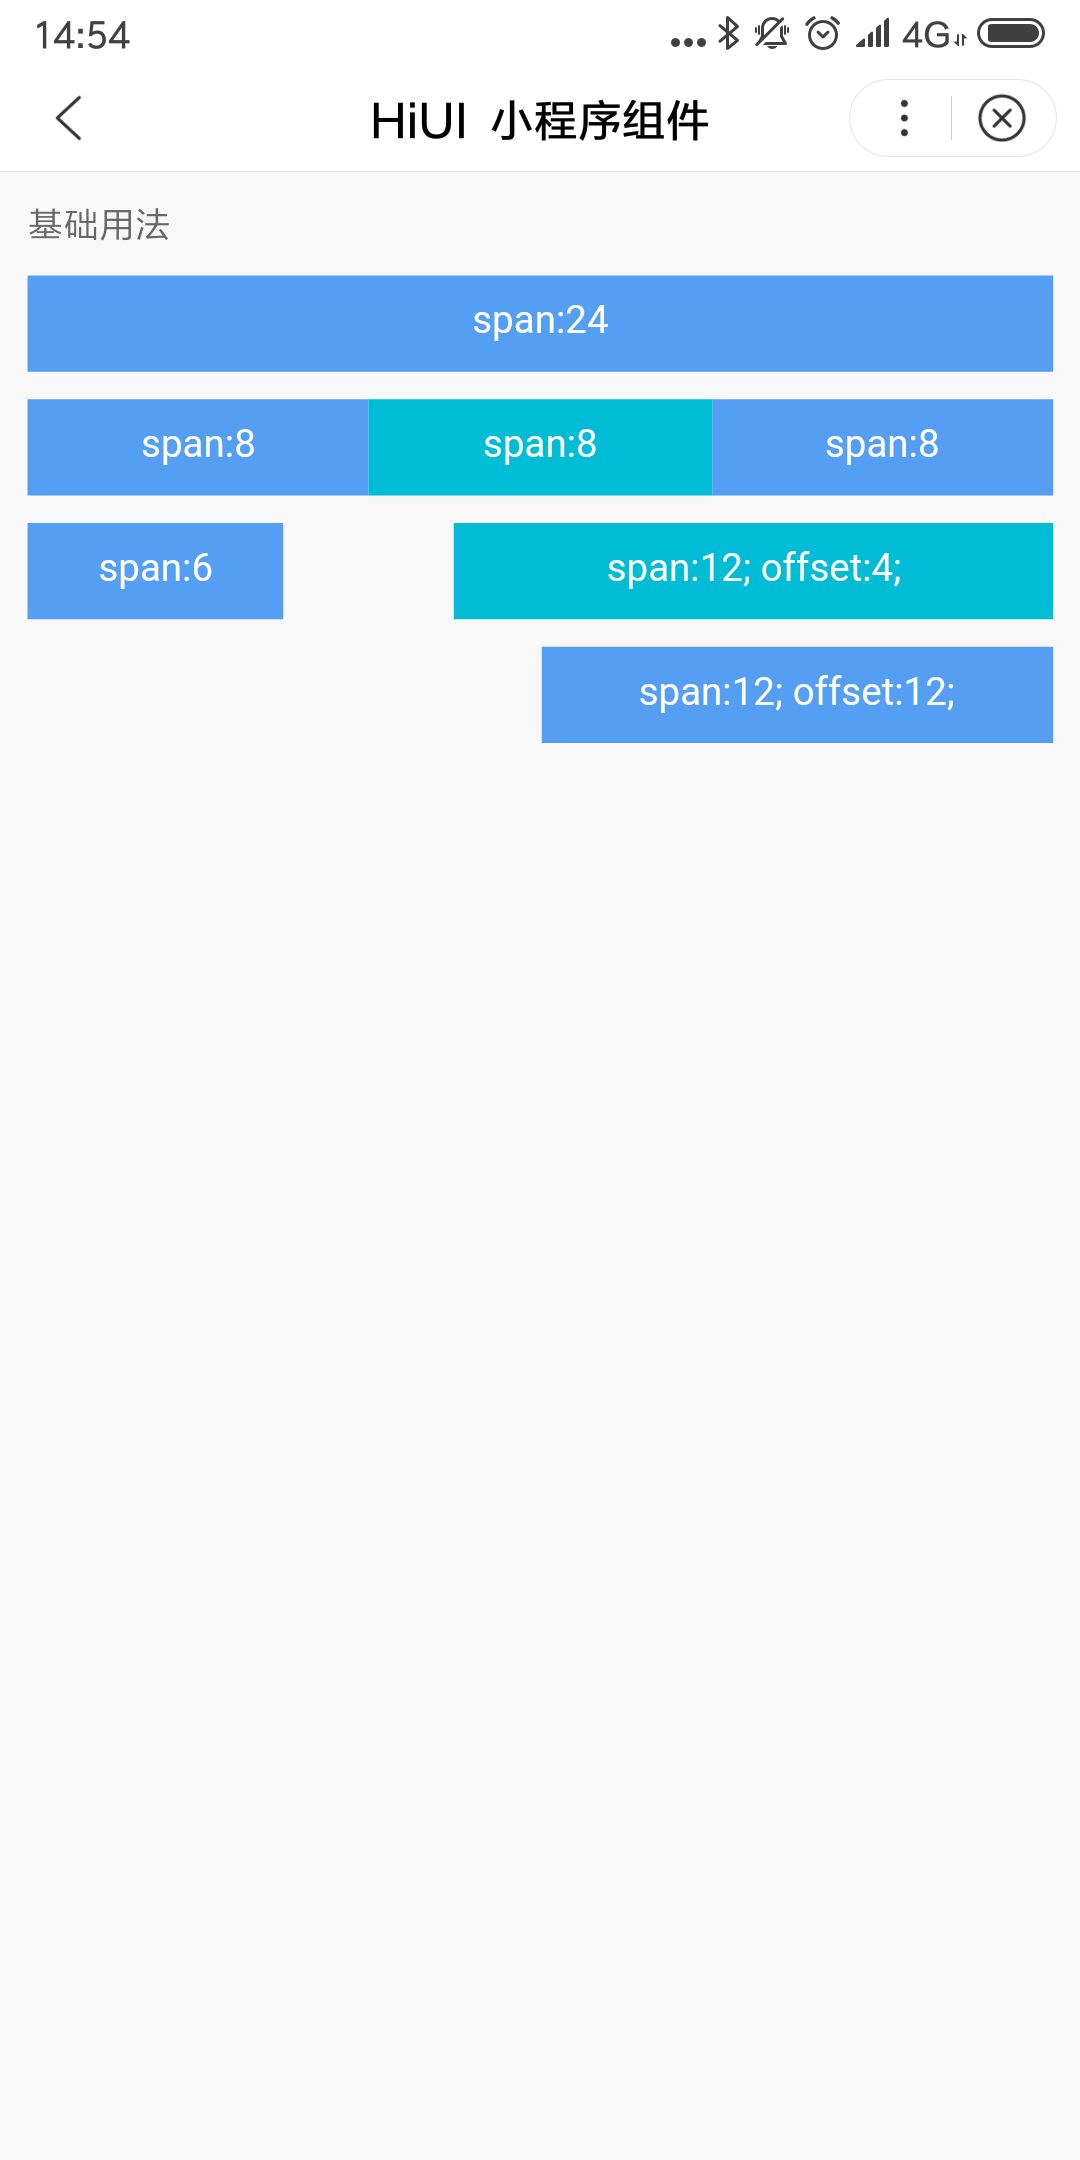 14:54 4G
HiUI 小程序组件
基础用法
span:24
span:8 span:8 span:8
span:6 span:12; offset:4;
span:12; offset:12;